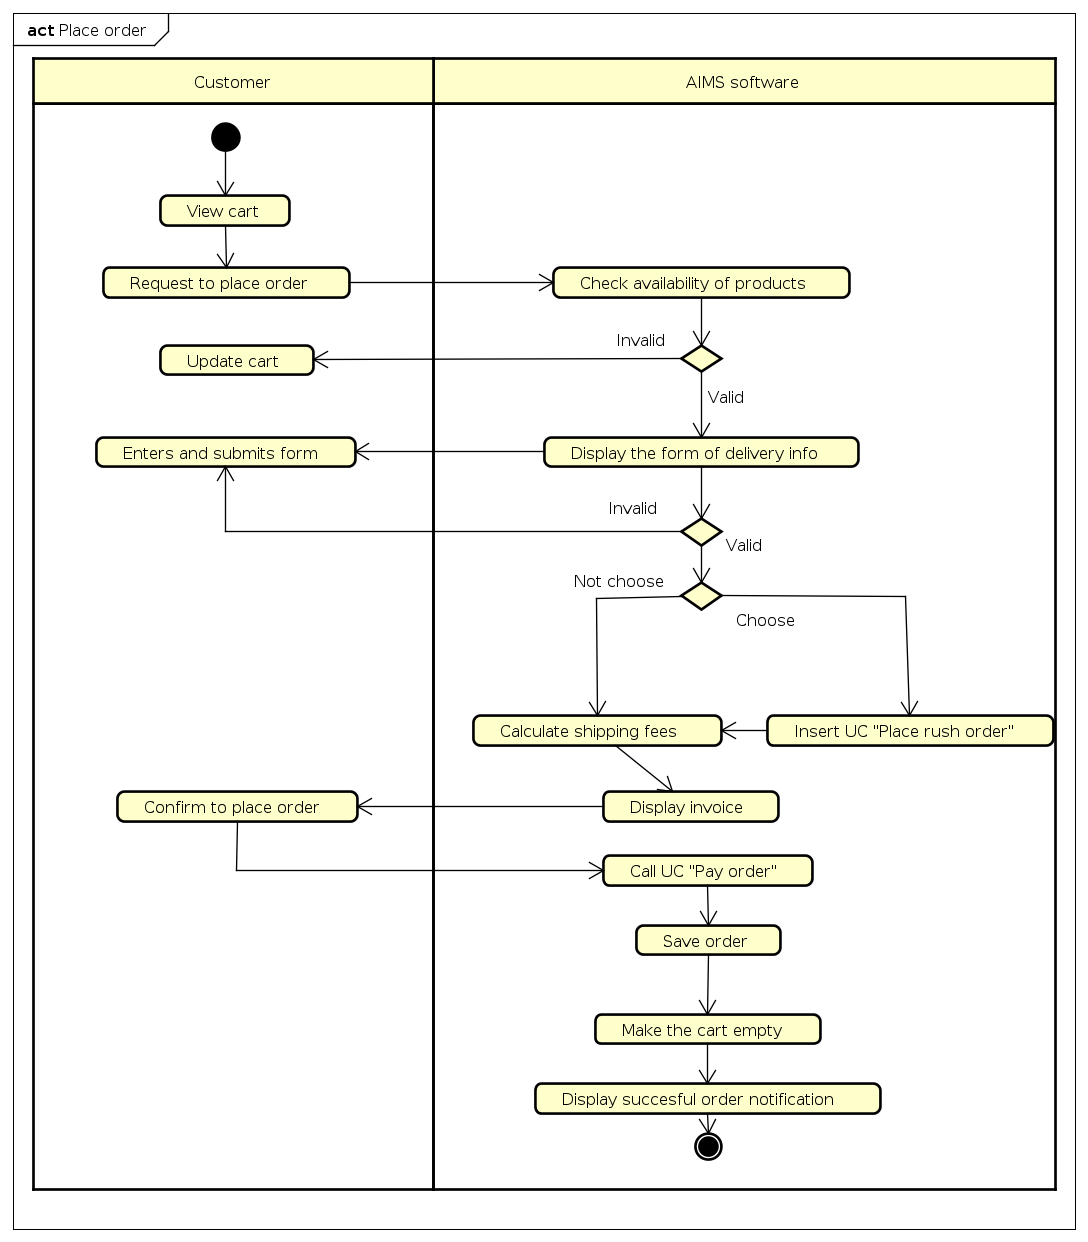 act Place order
Customer
AIMS software
View cart
Request to place order
Check availability of products
Invalid
Update cart
Valid
Enters and submits form
Display the form of delivery info
Invalid
Valid
Not choose
Choose
Calculate shipping fees
Insert UC "Place rush order"
Confirm to place order
Display invoice
Call UC "Pay order"
Save order
Make the cart empty
Display succesful order notification